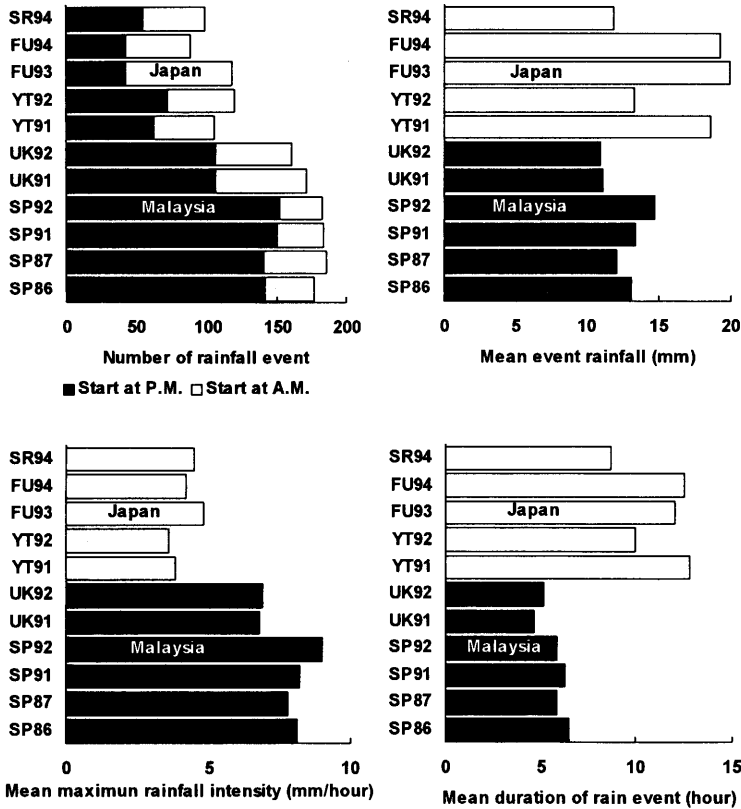 SR94
FU94
FU93
YT92
YT91
UK92
UK91
SP92
SP91
SP87
SP86
Japan
Malaysia
0 50 100 150 200
Number of rainfall event
■ Start at P.M. □ Start at A.M.
SR94
FU94
FU93
YT92
YT91
UK92
UK91
SP92
SP91
SP87
SP86
Japan
Malaysia
0 5 10 15 20
Mean event rainfall (mm)
SR94
FU94
FU93
YT92
YT91
UK92
UK91
SP92
SP91
SP87
SP86
Japan
Malaysia
0 5 10
Mean maximun rainfall intensity (mm/hour)
SR94
FU94
FU93
YT92
YT91
UK92
UK91
SP92
SP91
SP87
SP86
Japan
Malaysia
0 5 10 15
Mean duration of rain event (hour)